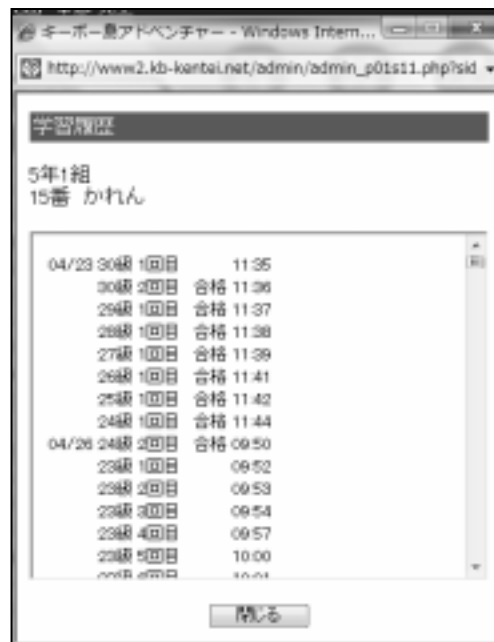 キーボー島アドベンチャー - Windows Intern...
http://www2.kb-kentei.net/admin/admin_p01s11.php?sid
学習履歴
5年1組
15番 かれん
04/23 30級 1回目 11:35
30級 2回目 合格 11:36
29級 1回目 合格 11:37
28級 1回目 合格 11:38
27級 1回目 合格 11:39
26級 1回目 合格 11:41
25級 1回目 合格 11:42
24級 1回目 合格 11:44
04/26 24級 2回目 合格 09:50
23級 1回目 09:52
23級 2回目 09:53
23級 3回目 09:54
23級 4回目 09:57
23級 5回目 10:00
閉じる